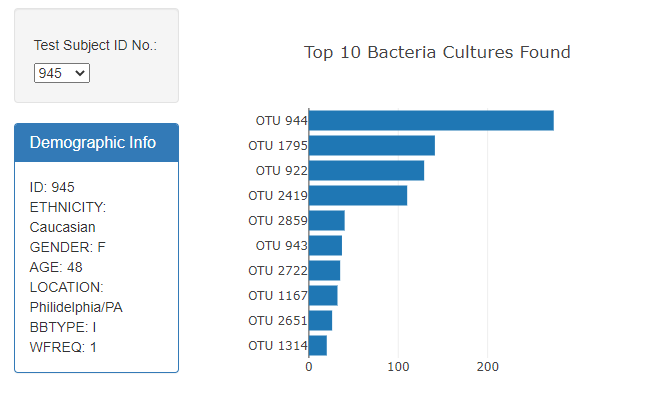 Test Subject ID No.:
945
Demographic Info
ID: 945
ETHNICITY:
Caucasian
GENDER: F
AGE: 48
LOCATION:
Philidelphia/PA
BBTYPE: I
WFREQ: 1
Top 10 Bacteria Cultures Found
OTU 944
OTU 1795
OTU 922
OTU 2419
OTU 2859
OTU 943
OTU 2722
OTU 1167
OTU 2651
OTU 1314
0 100 200